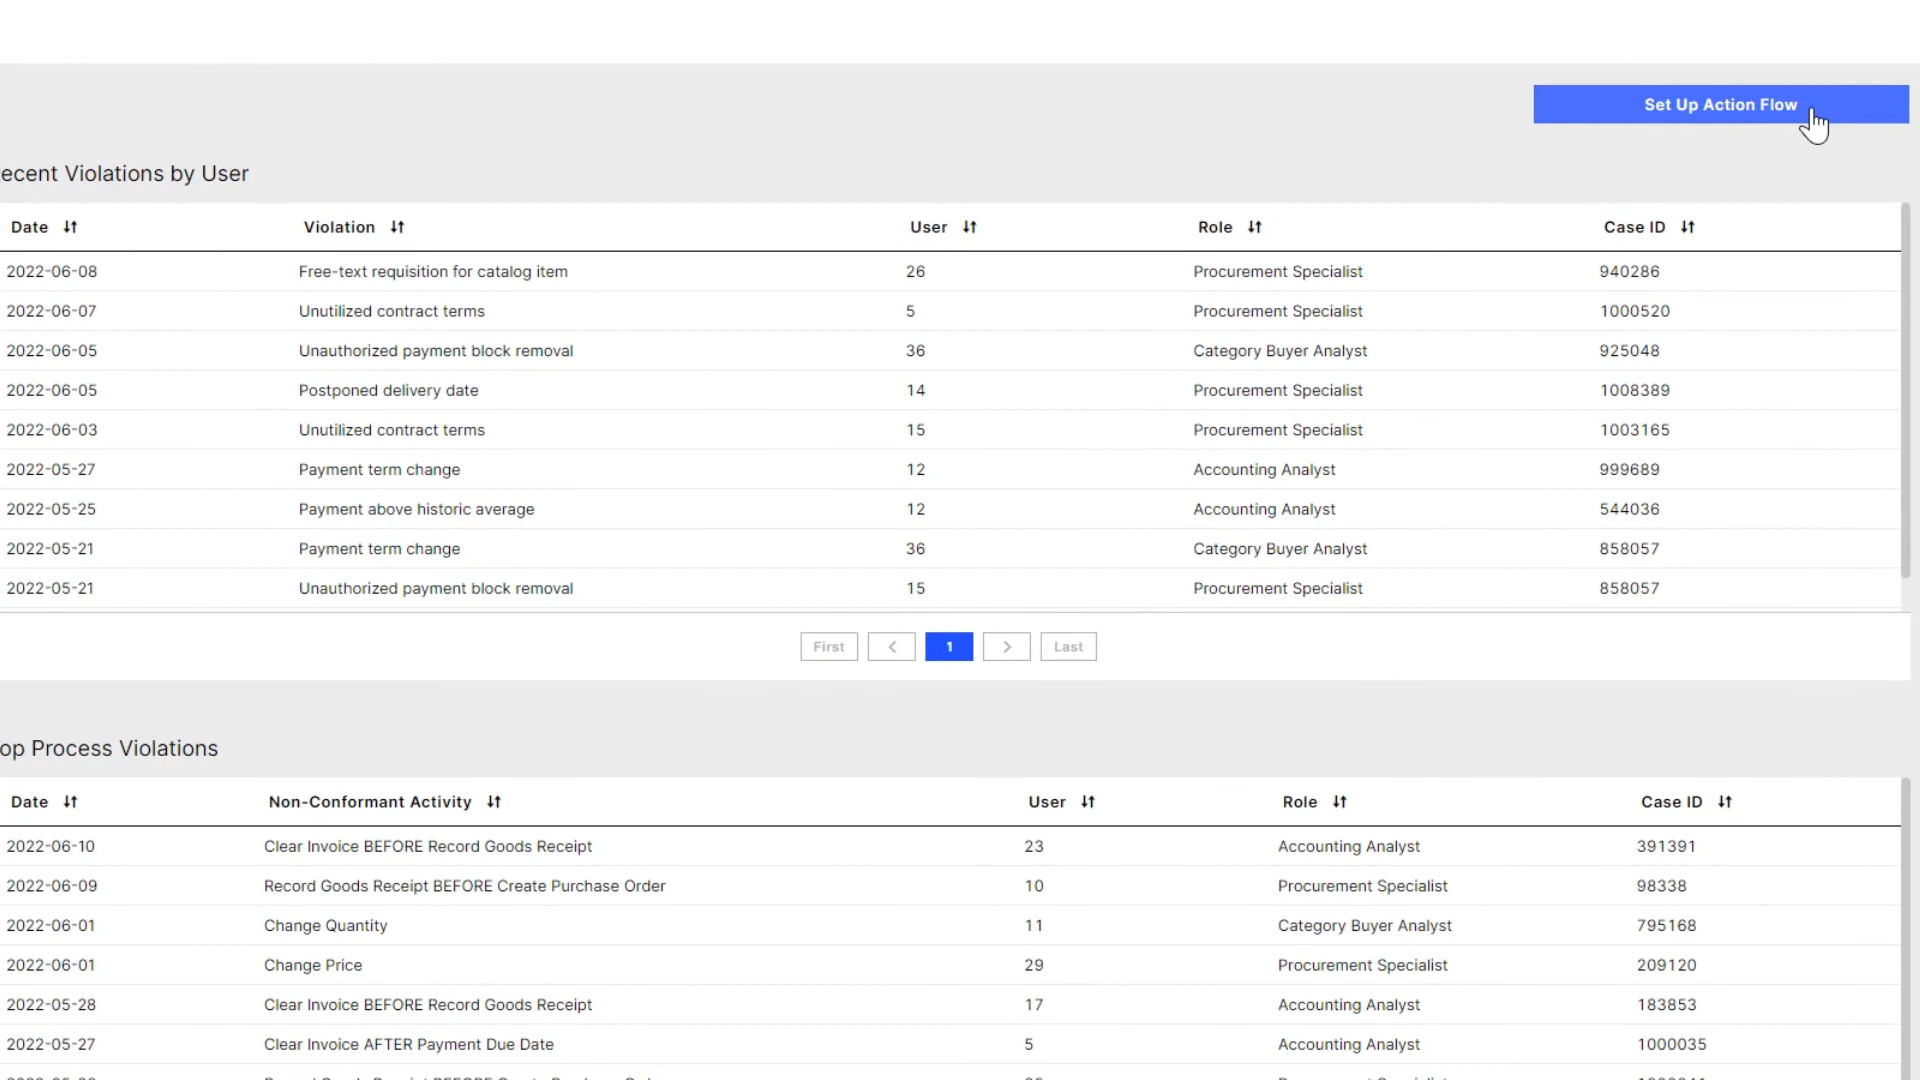 Set Up Action Flow
ecent Violations by User
Date Violation User Role Case ID
2022-06-08 Free-text requisition for catalog item 26 Procurement Specialist 940286
2022-06-07 Unutilized contract terms 5 Procurement Specialist 1000520
2022-06-05 Unauthorized payment block removal 36 Category Buyer Analyst 925048
2022-06-05 Postponed delivery date 14 Procurement Specialist 1008389
2022-06-03 Unutilized contract terms 15 Procurement Specialist 1003165
2022-05-27 Payment term change 12 Accounting Analyst 999689
2022-05-25 Payment above historic average 12 Accounting Analyst 544036
2022-05-21 Payment term change 36 Category Buyer Analyst 858057
2022-05-21 Unauthorized payment block removal 15 Procurement Specialist 858057
First < 1 > Last
op Process Violations
Date Non-Conformant Activity User Role Case ID
2022-06-10 Clear Invoice BEFORE Record Goods Receipt 23 Accounting Analyst 391391
2022-06-09 Record Goods Receipt BEFORE Create Purchase Order 10 Procurement Specialist 98338
2022-06-01 Change Quantity 11 Category Buyer Analyst 795168
2022-06-01 Change Price 29 Procurement Specialist 209120
2022-05-28 Clear Invoice BEFORE Record Goods Receipt 17 Accounting Analyst 183853
2022-05-27 Clear Invoice AFTER Payment Due Date 5 Accounting Analyst 1000035